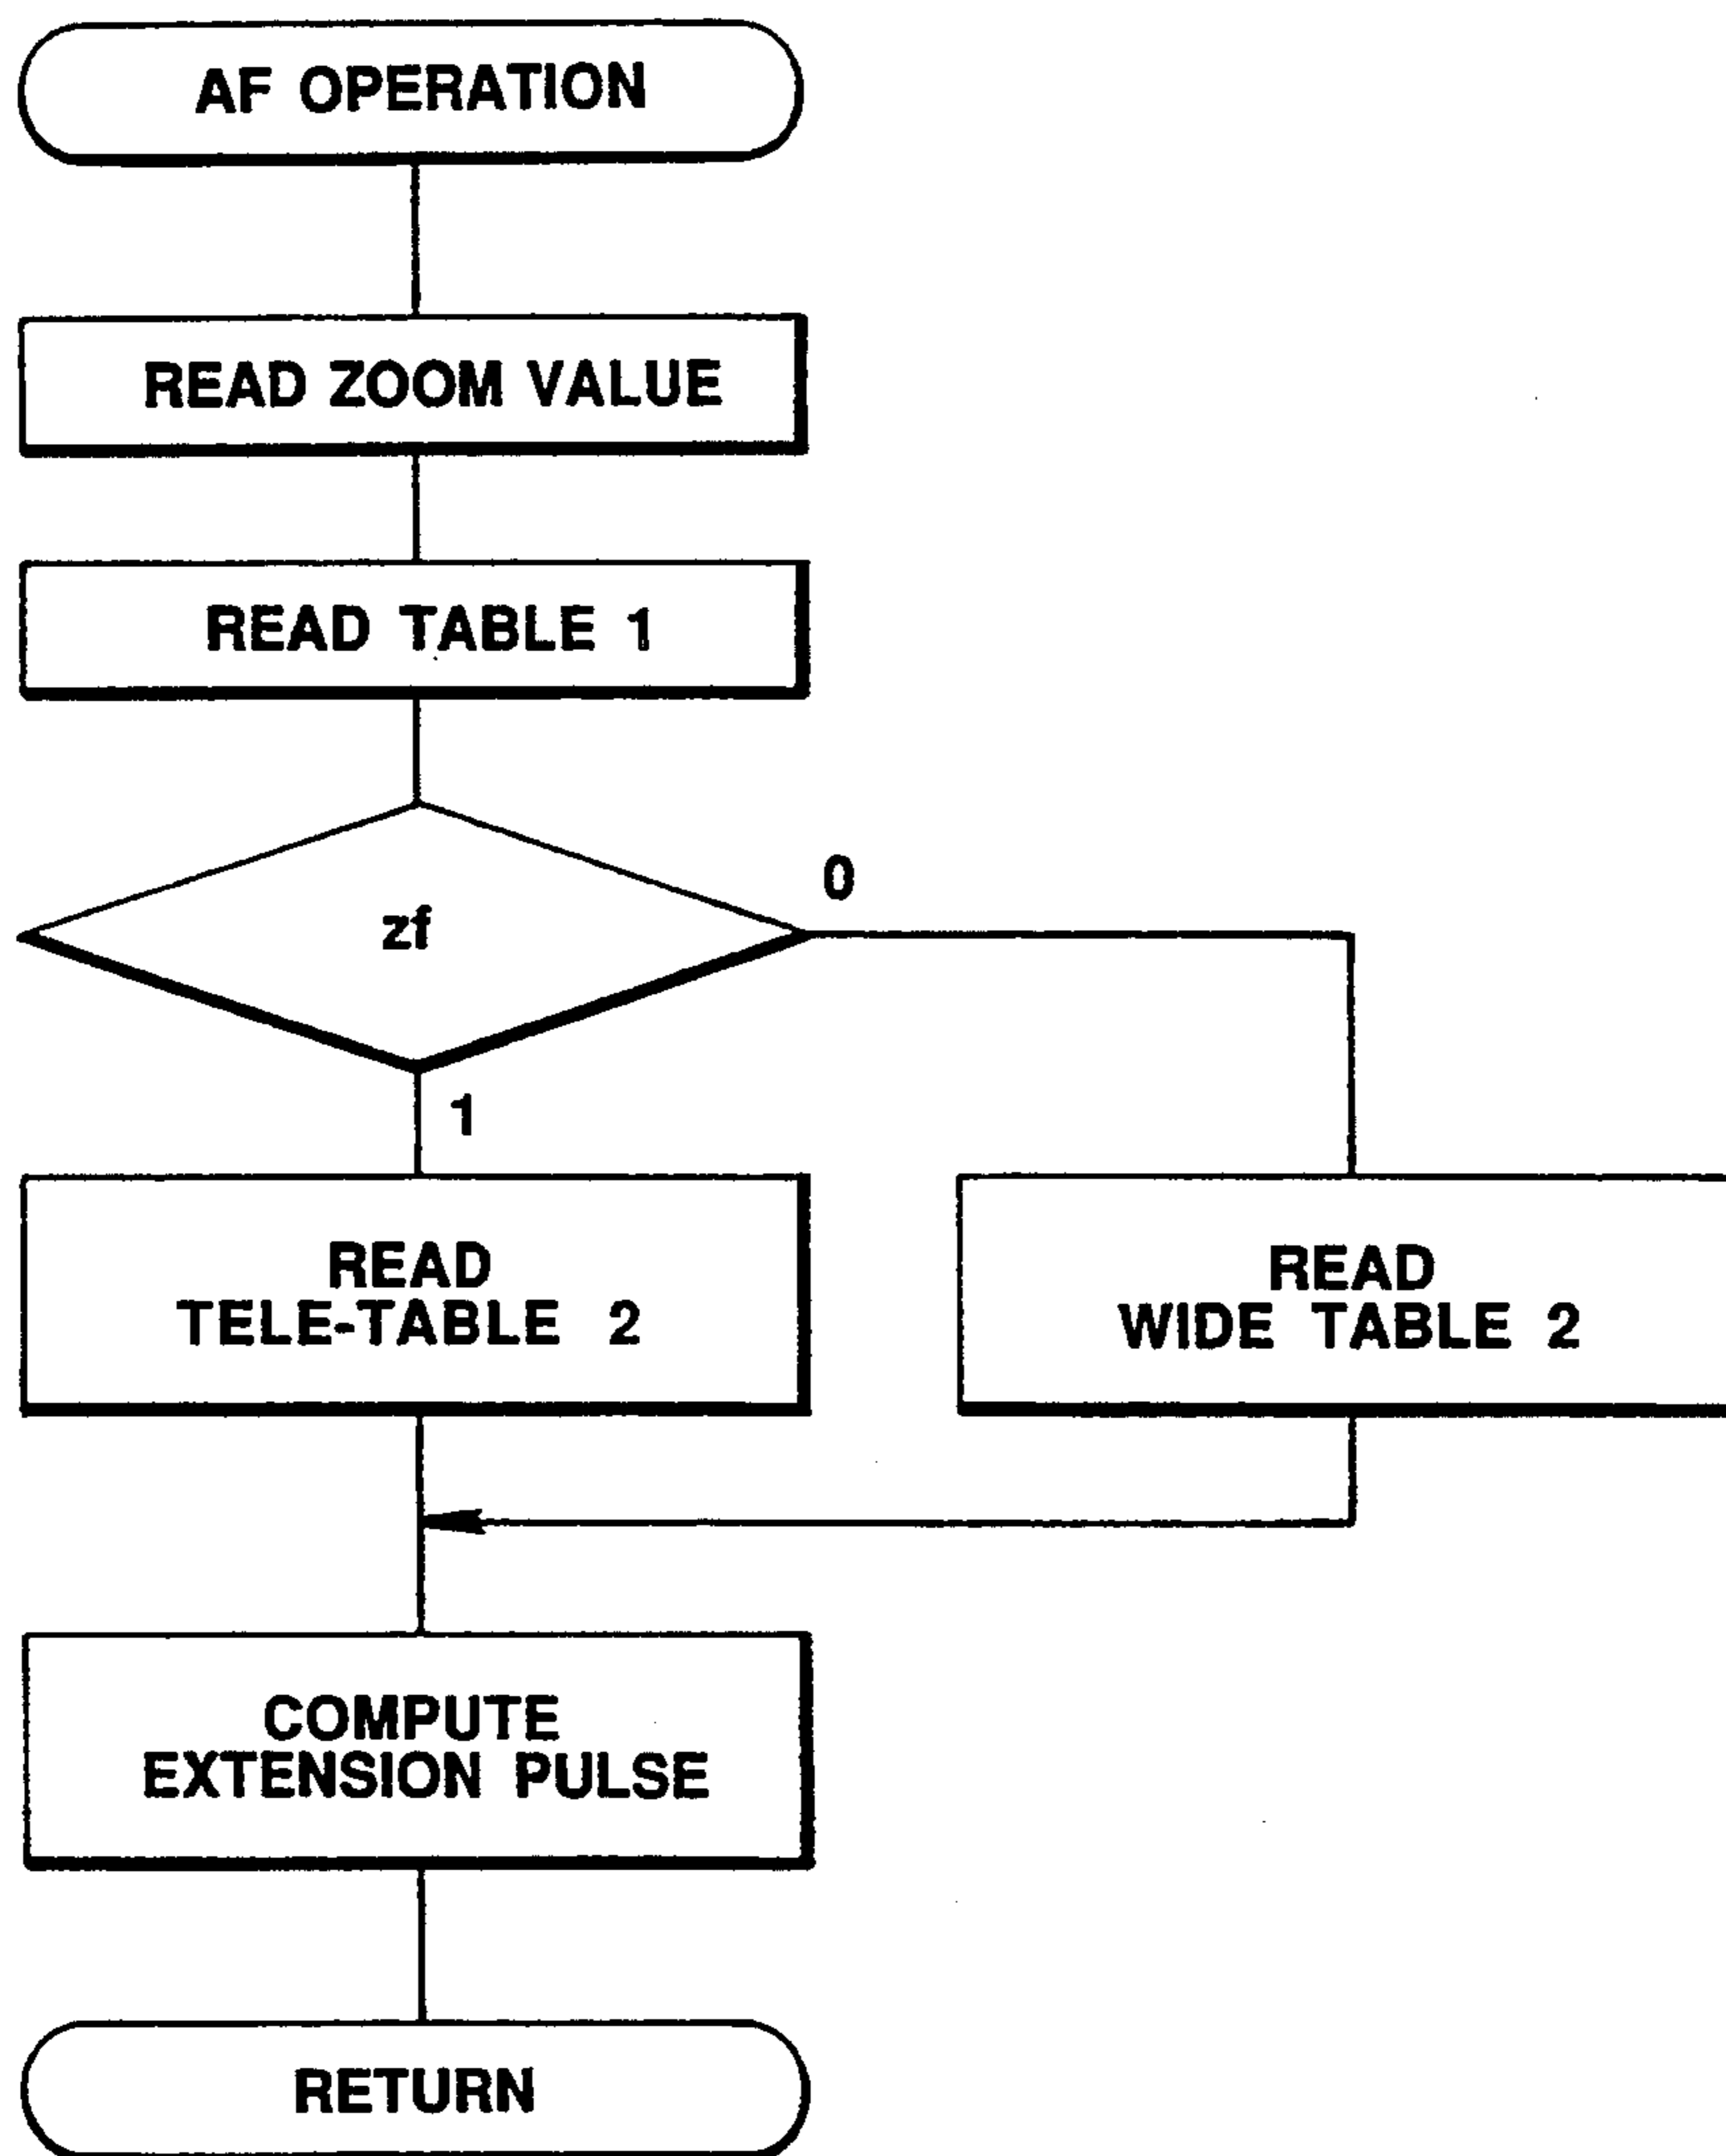 AF OPERATION
READ ZOOM VALUE
READ TABLE 1
zf
0
1
READ
TELE-TABLE 2
READ
WIDE TABLE 2
COMPUTE
EXTENSION PULSE
RETURN